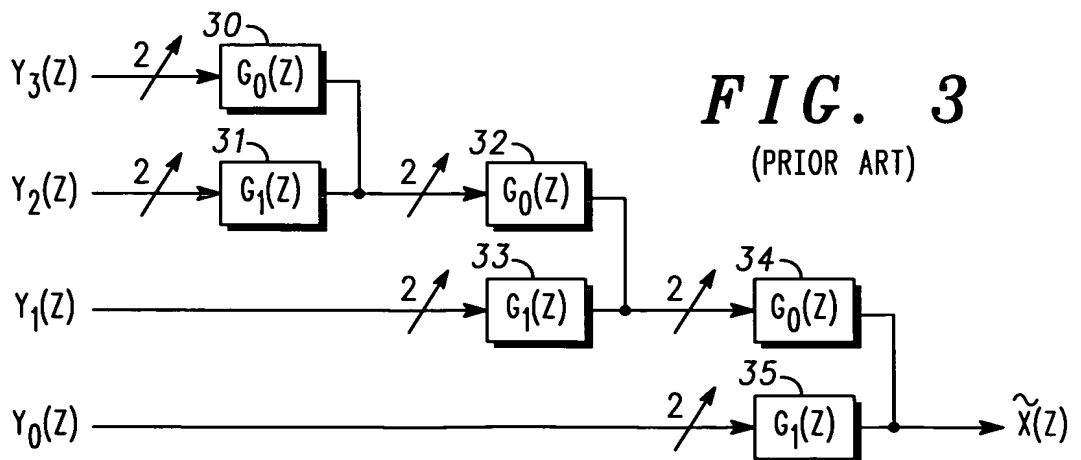 30
Y₃(Z) 2 G₀(Z)
FIG. 3
(PRIOR ART)
31 32
Y₂(Z) 2 G₁(Z) 2 G₀(Z)
33 34
Y₁(Z) 2 G₁(Z) 2 G₀(Z)
35
Y₀(Z) 2 G₁(Z) X̃(Z)